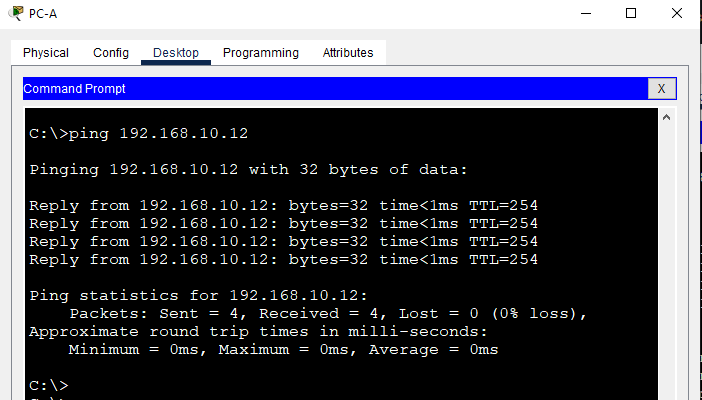 PC-A
Physical Config Desktop Programming Attributes
Command Prompt X
C:\>ping 192.168.10.12
Pinging 192.168.10.12 with 32 bytes of data:
Reply from 192.168.10.12: bytes=32 time<1ms TTL=254
Reply from 192.168.10.12: bytes=32 time<1ms TTL=254
Reply from 192.168.10.12: bytes=32 time<1ms TTL=254
Reply from 192.168.10.12: bytes=32 time<1ms TTL=254
Ping statistics for 192.168.10.12:
Packets: Sent = 4, Received = 4, Lost = 0 (0% loss),
Approximate round trip times in milli-seconds:
Minimum = 0ms, Maximum = 0ms, Average = 0ms
C:\>